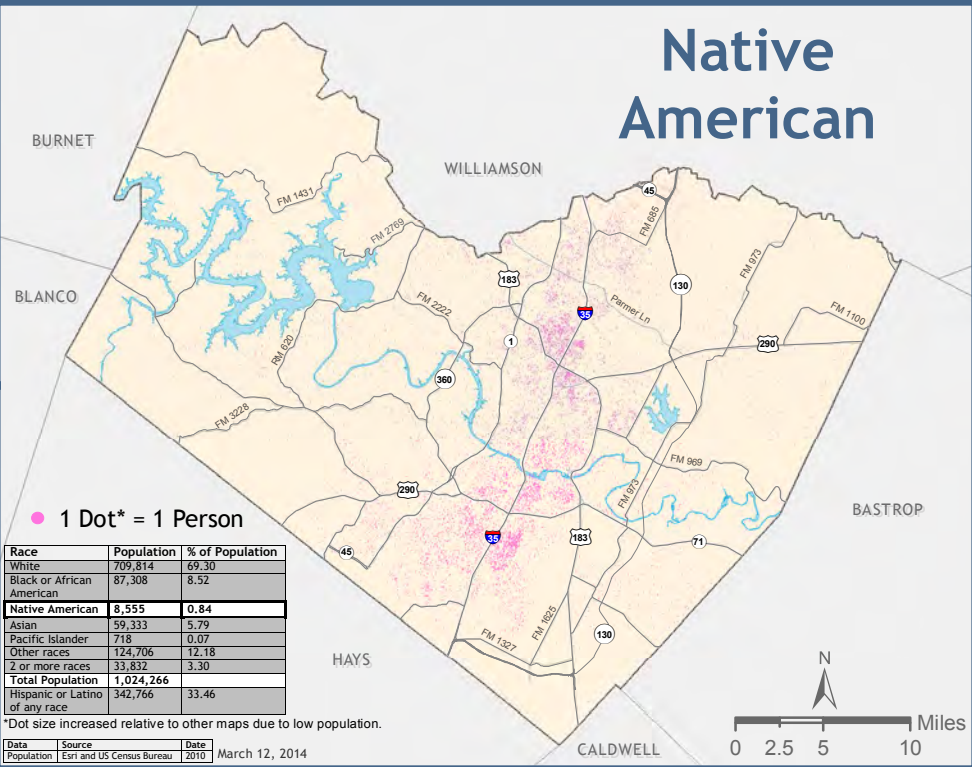 Native
American
BURNET
WILLIAMSON
45
FM 1431
FM 685
FM 2769
FM 973
183
130
BLANCO
FM 2222
Parmer Ln
FM 1100
35
1
290
RM 620
360
FM 3228
FM 969
290
FM 973
BASTROP
1 Dot* = 1 Person
35
183
71
45
Race Population % of Population
White 709,814 69.30
Black or African 87,308 8.52
American
Native American 8,555 0.84
Asian 59,333 5.79
Pacific Islander 718 0.07
Other races 124,706 12.18
2 or more races 33,832 3.30
Total Population 1,024,266
Hispanic or Latino 342,766 33.46
of any race
FM 1625
130
FM 1327
HAYS
N
*Dot size increased relative to other maps due to low population.
Miles
0 2.5 5 10
Data Source Date
Population Esri and US Census Bureau 2010
March 12, 2014
CALDWELL